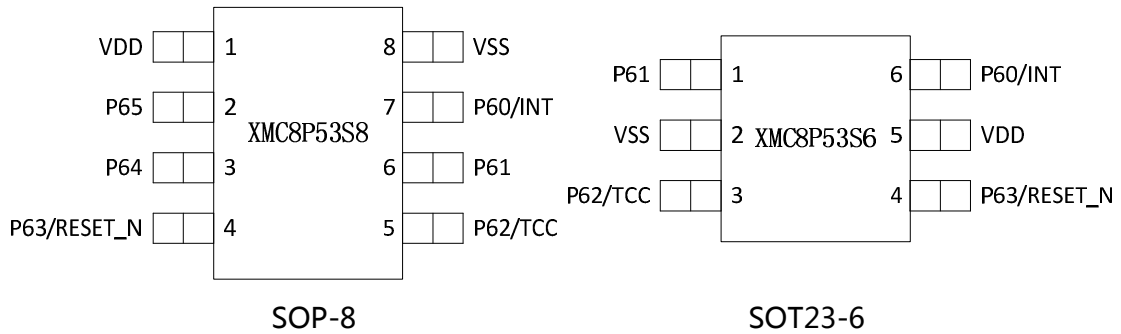 VDD 1 8 VSS
P65 2 7 P60/INT
XMC8P53S8
P64 3 6 P61
P63/RESET_N 4 5 P62/TCC
SOP-8
P61 1 6 P60/INT
VSS 2 XMC8P53S6 5 VDD
P62/TCC 3 4 P63/RESET_N
SOT23-6